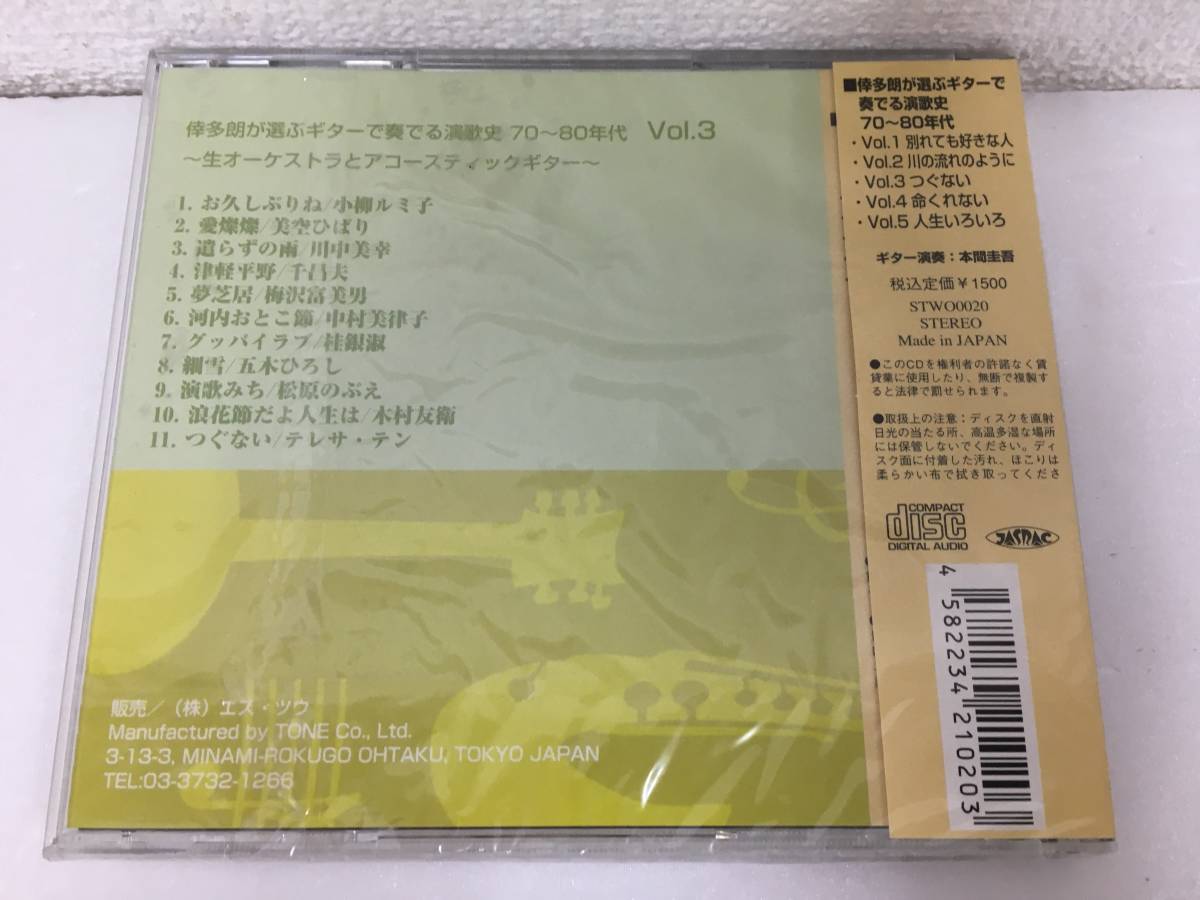 倖多朗が選ぶギターで奏でる演歌史 70〜80年代 Vol.3
〜生オーケストラとアコースティックギター〜
1. お久しぶりね/小柳ルミ子
2. 愛燦燦/美空ひばり
3. 遣らずの雨/川中美幸
4. 津軽平野/千昌夫
5. 夢芝居/梅沢富美男
6. 河内おとこ節/中村美律子
7. グッバイラブ/桂銀淑
8. 細雪/五木ひろし
9. 演歌みち/松原のぶえ
10. 浪花節だよ人生は/木村友衛
11. つぐない/テレサ・テン
販売/（株）エス・ツウ
Manufactured by TONE Co., Ltd.
3-13-3, MINAMI-ROKUGO OHTAKU, TOKYO JAPAN
TEL:03-3732-1266
■倖多朗が選ぶギターで
奏でる演歌史
70〜80年代
・Vol.1 別れても好きな人
・Vol.2 川の流れのように
・Vol.3 つぐない
・Vol.4 命くれない
・Vol.5 人生いろいろ
ギター演奏：本間圭吾
税込定価￥1500
STWO0020
STEREO
Made in JAPAN
●このCDを権利者の許諾なく賃
貸業に使用したり、無断で複製す
ると法律で罰せられます。
●取扱上の注意：ディスクを直射
日光の当たる所、高温多湿な場所
には保管しないでください。ディ
スク面に付着した汚れ、ほこりは
柔らかい布で拭き取ってくださ
COMPACT
disc
DIGITAL AUDIO
JASRAC
4 582234 210203